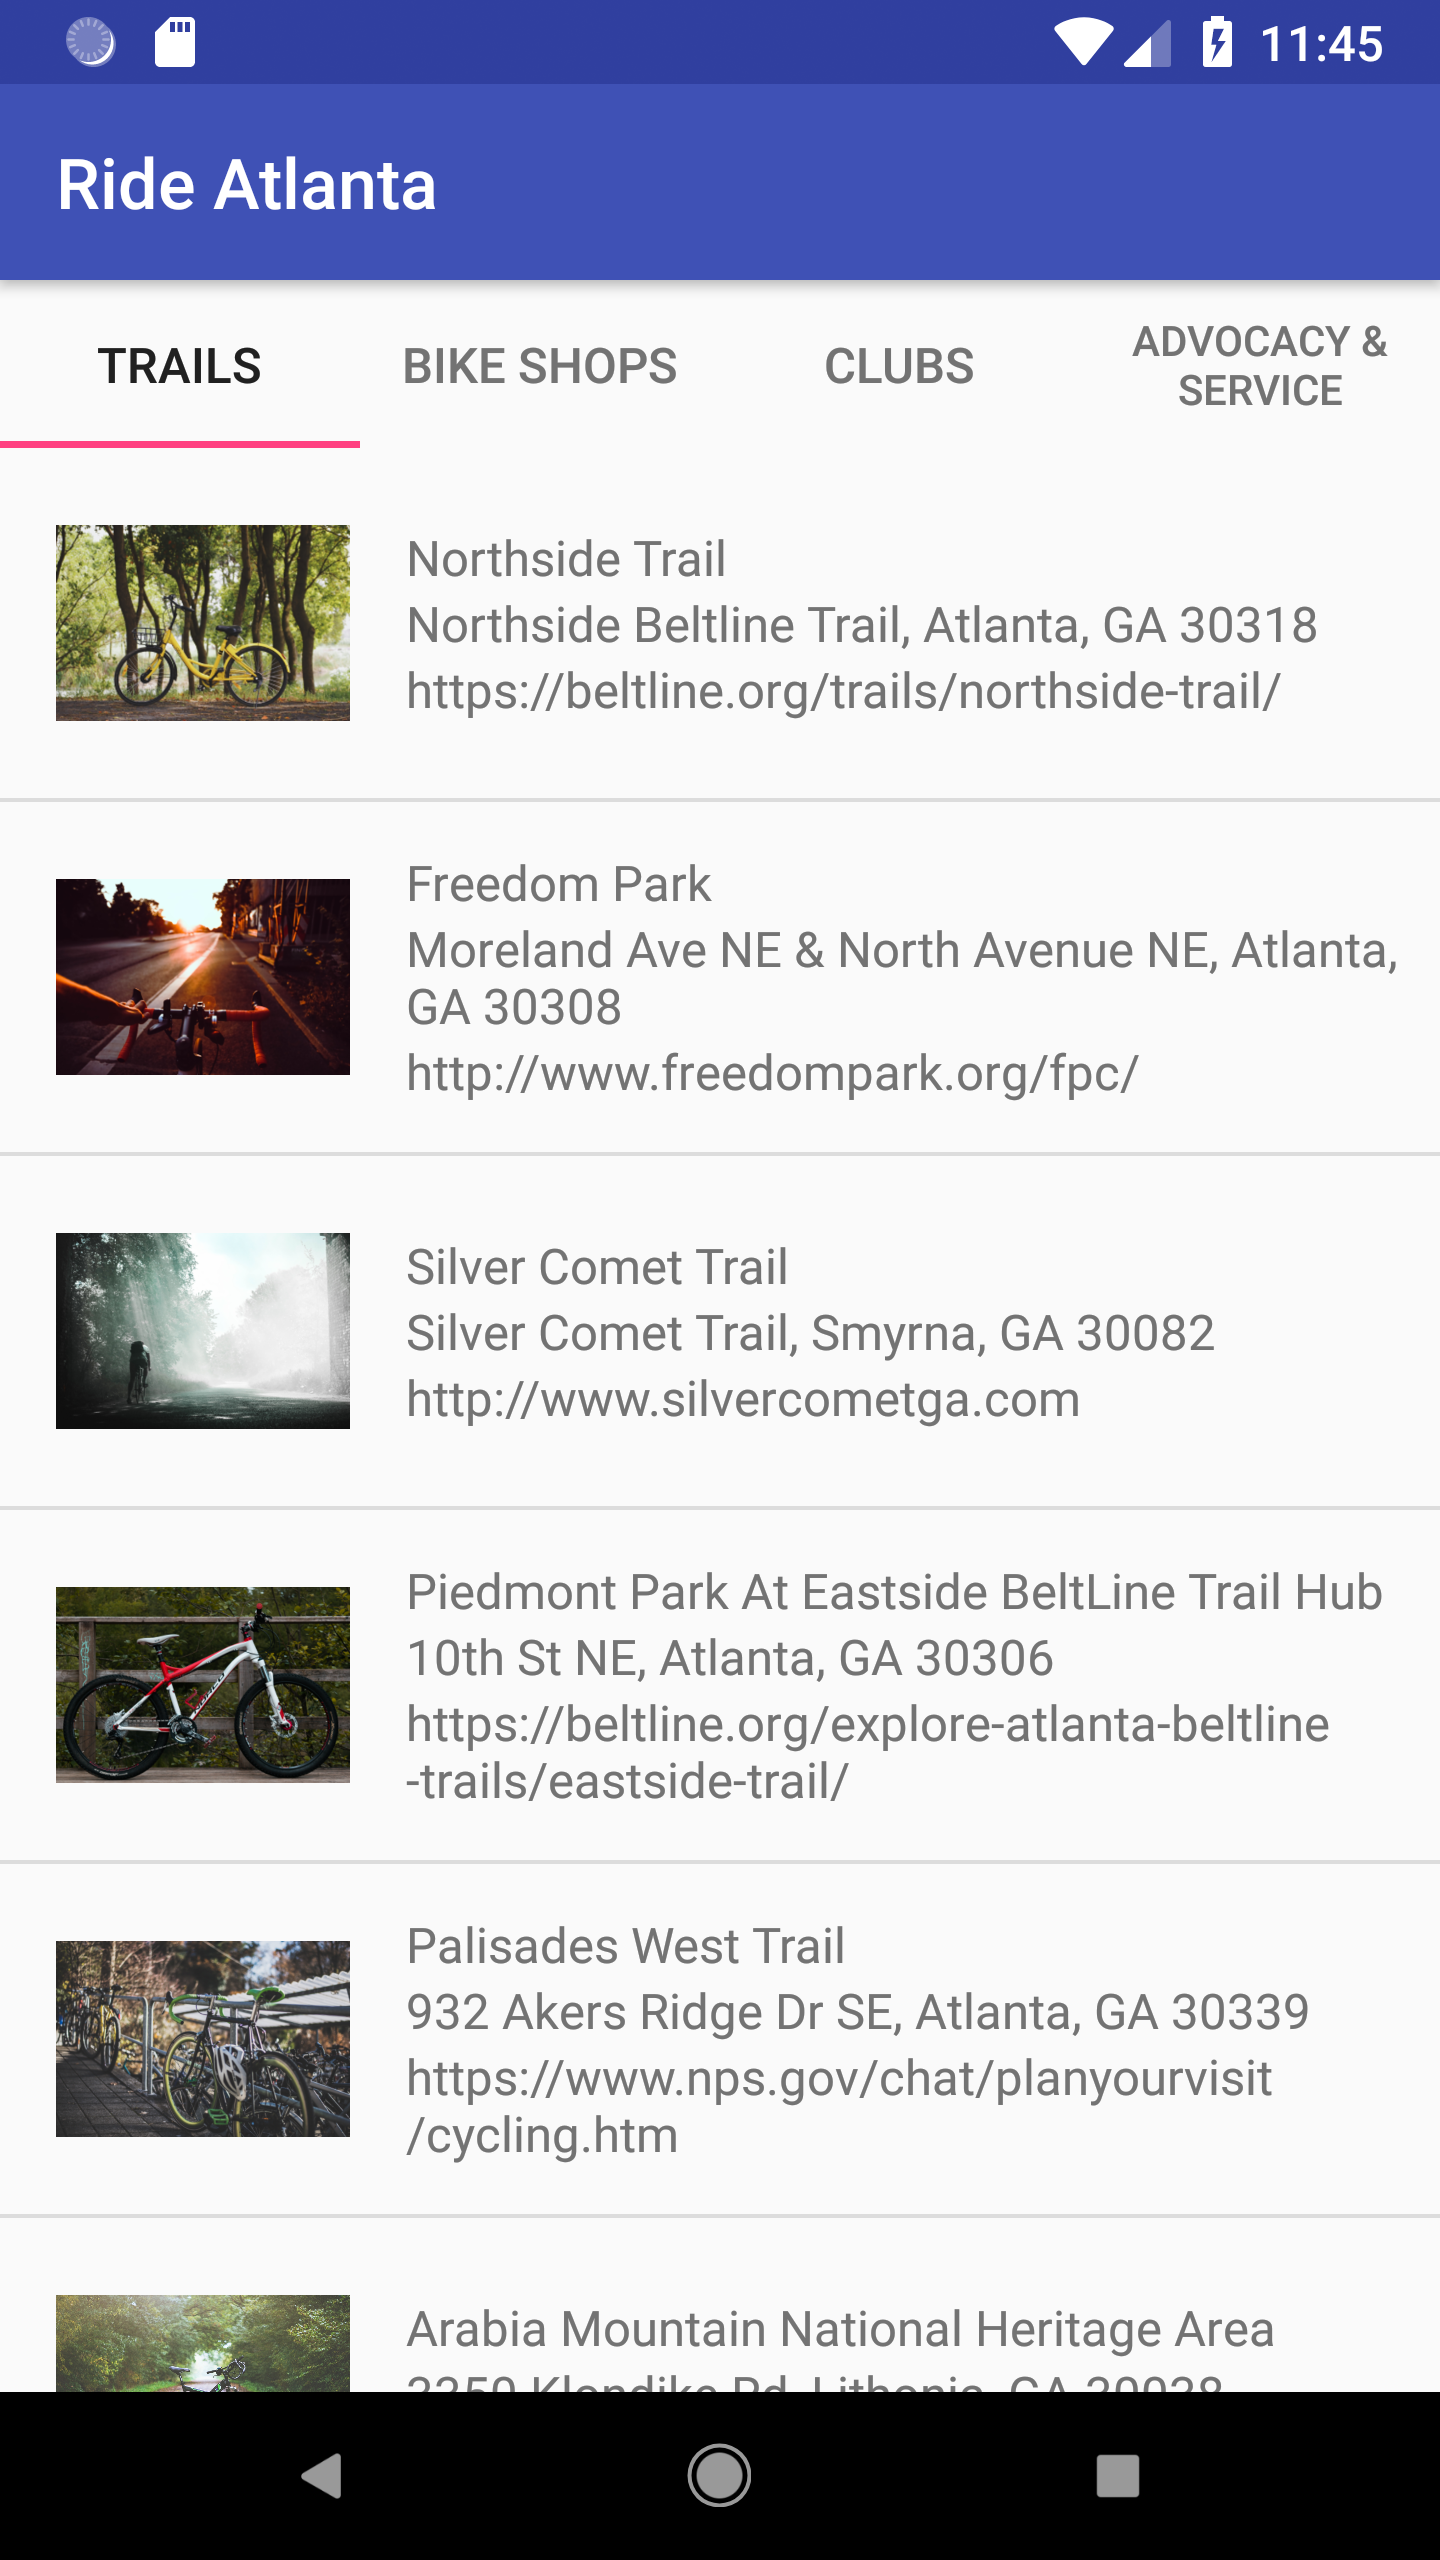 11:45
Ride Atlanta
TRAILS
BIKE SHOPS
CLUBS
ADVOCACY &
SERVICE
Northside Trail
Northside Beltline Trail, Atlanta, GA 30318
https://beltline.org/trails/northside-trail/
Freedom Park
Moreland Ave NE & North Avenue NE, Atlanta,
GA 30308
http://www.freedompark.org/fpc/
Silver Comet Trail
Silver Comet Trail, Smyrna, GA 30082
http://www.silvercometga.com
Piedmont Park At Eastside BeltLine Trail Hub
10th St NE, Atlanta, GA 30306
https://beltline.org/explore-atlanta-beltline
-trails/eastside-trail/
Palisades West Trail
932 Akers Ridge Dr SE, Atlanta, GA 30339
https://www.nps.gov/chat/planyourvisit
/cycling.htm
Arabia Mountain National Heritage Area
Klondike Rd, Lithonia, GA